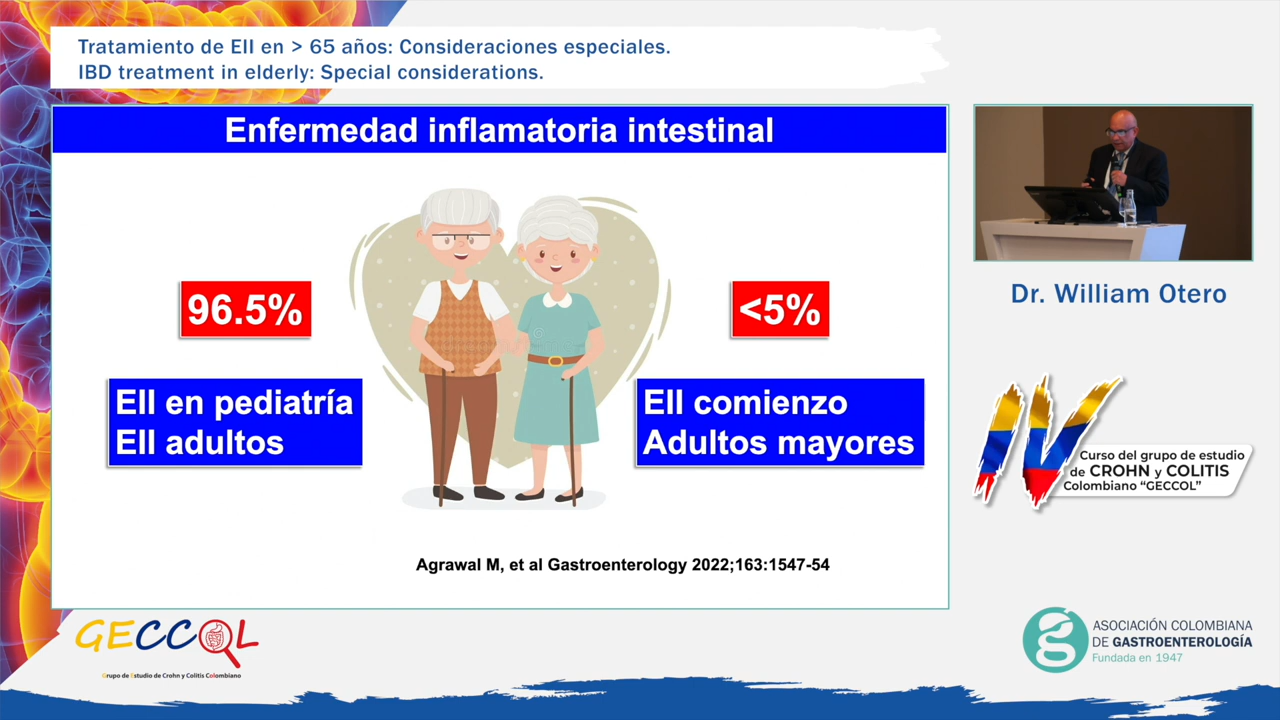 Tratamiento de EII en > 65 años: Consideraciones especiales.
IBD treatment in elderly: Special considerations.
Enfermedad inflamatoria intestinal
96.5%
<5%
EII en pediatría
EII adultos
EII comienzo
Adultos mayores
Agrawal M, et al Gastroenterology 2022;163:1547-54
Dr. William Otero
IV
Curso del grupo de estudio
de CROHN y COLITIS
Colombiano “GECCOL”
GECCOL
Grupo de Estudio de Crohn y Colitis Colombiano
ASOCIACIÓN COLOMBIANA
DE GASTROENTEROLOGÍA
Fundada en 1947